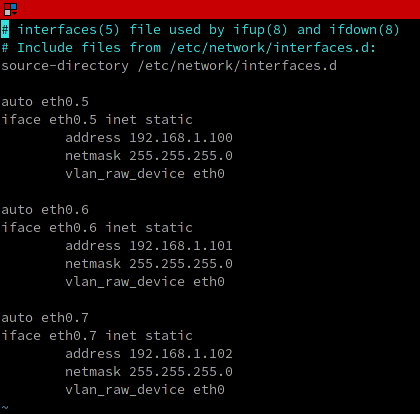 # interfaces(5) file used by ifup(8) and ifdown(8)
# Include files from /etc/network/interfaces.d:
source-directory /etc/network/interfaces.d

auto eth0.5
iface eth0.5 inet static
        address 192.168.1.100
        netmask 255.255.255.0
        vlan_raw_device eth0

auto eth0.6
iface eth0.6 inet static
        address 192.168.1.101
        netmask 255.255.255.0
        vlan_raw_device eth0

auto eth0.7
iface eth0.7 inet static
        address 192.168.1.102
        netmask 255.255.255.0
        vlan_raw_device eth0
~